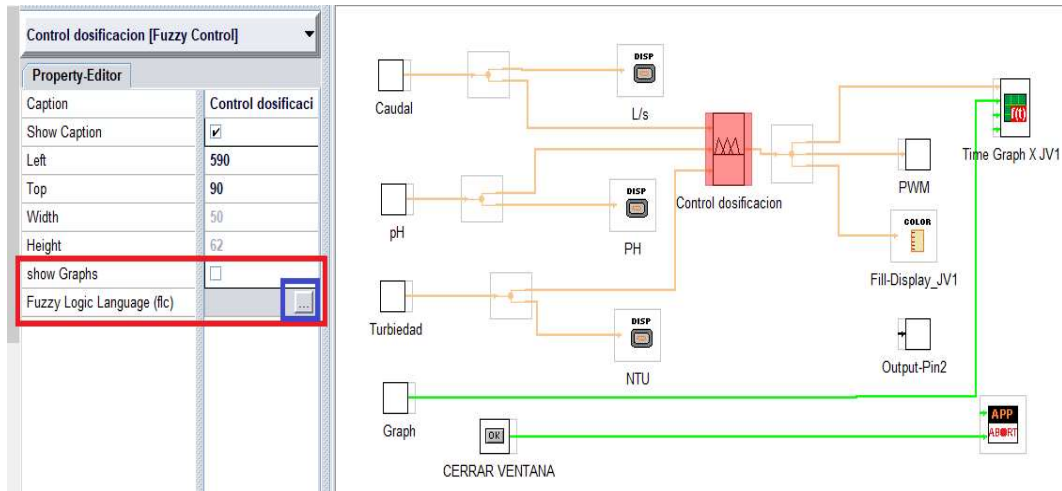 Control dosificacion [Fuzzy Control]
Property-Editor
Caption Control dosificaci
Show Caption
Left 590
Top 90
Width 50
Height 62
show Graphs
Fuzzy Logic Language (flc) ...
Caudal
DISP
L/s
pH
DISP
PH
Control dosificacion
f(t)
Time Graph X JV1
PWM
COLOR
Fill-Display_JV1
Turbiedad
DISP
NTU
Output-Pin2
Graph
OK
CERRAR VENTANA
APP
ABORT